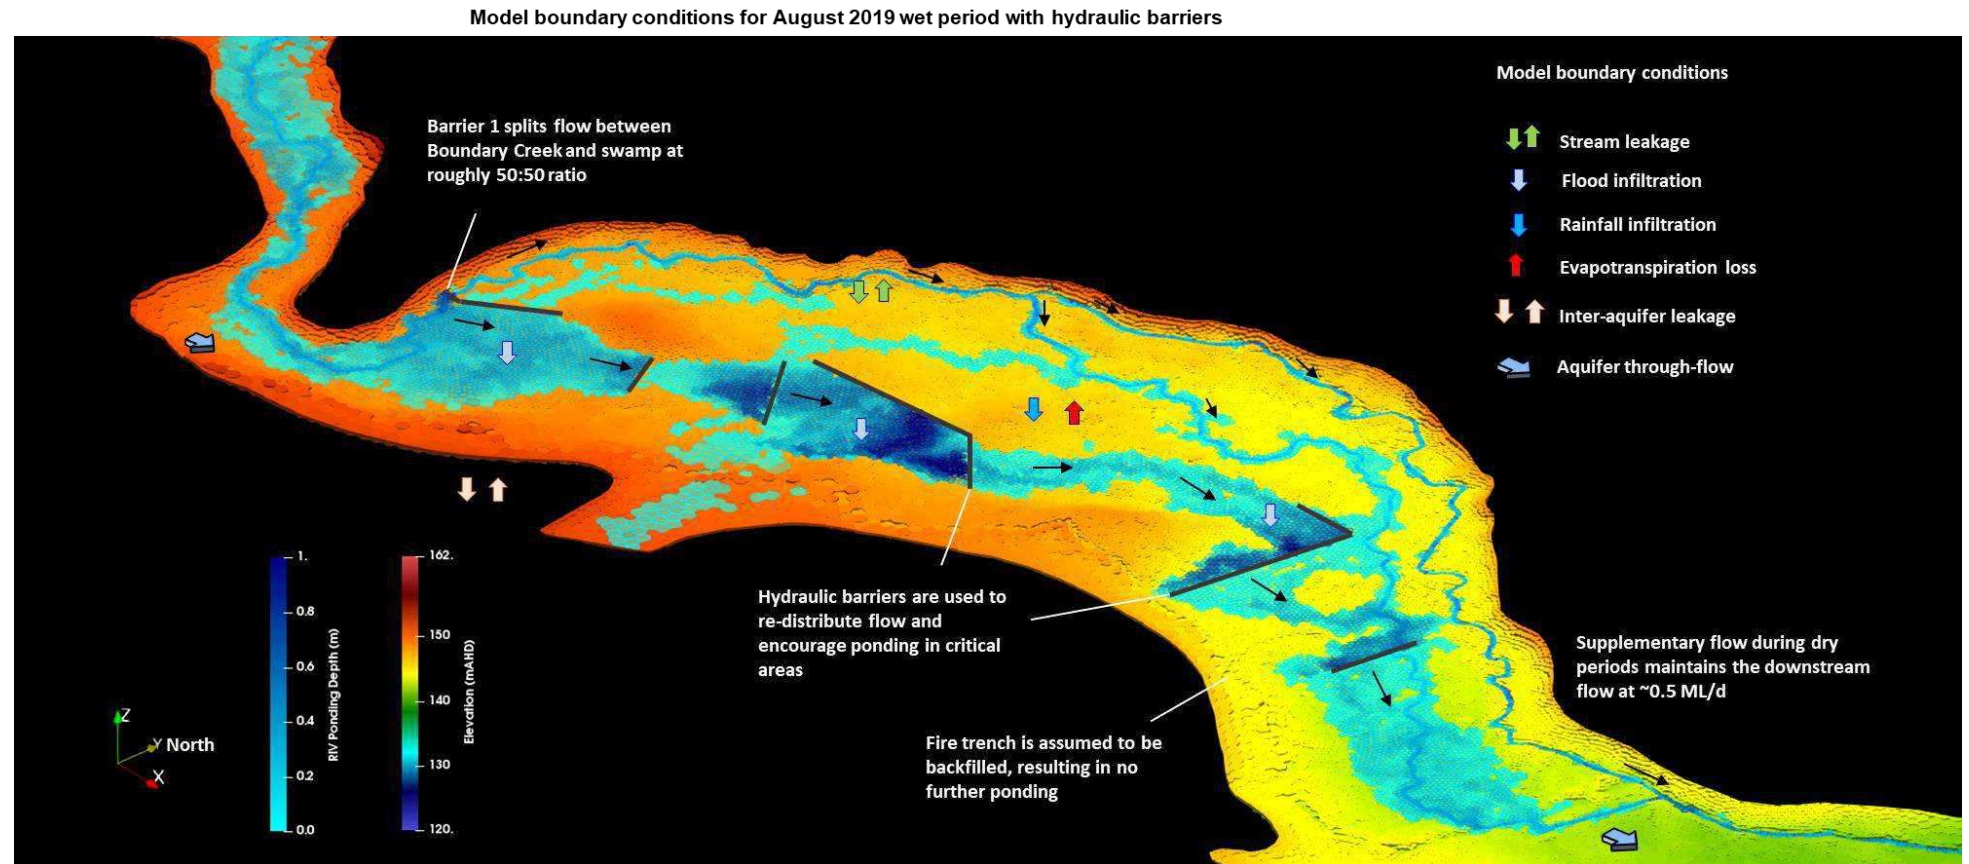 Model boundary conditions for August 2019 wet period with hydraulic barriers
Model boundary conditions
Stream leakage
Flood infiltration
Rainfall infiltration
Evapotranspiration loss
Inter-aquifer leakage
Aquifer through-flow
Barrier 1 splits flow between
Boundary Creek and swamp at
roughly 50:50 ratio
Hydraulic barriers are used to
re-distribute flow and
encourage ponding in critical
areas
Supplementary flow during dry
periods maintains the downstream
flow at ~0.5 ML/d
Fire trench is assumed to be
backfilled, resulting in no
further ponding
Z
Y North
X
1.
0.8
0.6
0.4
0.2
0.0
RIV Ponding Depth (m)
162.
150
140
130
120.
Elevation (mAHD)